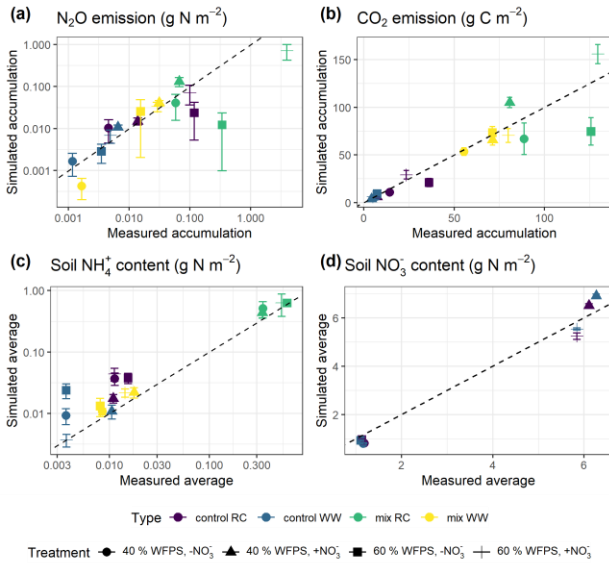 (a) N₂O emission (g N m⁻²)
(b) CO₂ emission (g C m⁻²)
Simulated accumulation
1.000
0.100
0.010
0.001
0.001 0.010 0.100 1.000
Measured accumulation
Simulated accumulation
150
100
50
0
0 50 100
Measured accumulation
(c) Soil NH₄⁺ content (g N m⁻²)
(d) Soil NO₃⁻ content (g N m⁻²)
Simulated average
1.00
0.10
0.01
0.003 0.010 0.030 0.100 0.300
Measured average
Simulated average
6
4
2
2 4 6
Measured average
Type control RC control WW mix RC mix WW
Treatment 40 % WFPS, -NO₃⁻ 40 % WFPS, +NO₃⁻ 60 % WFPS, -NO₃⁻ 60 % WFPS, +NO₃⁻